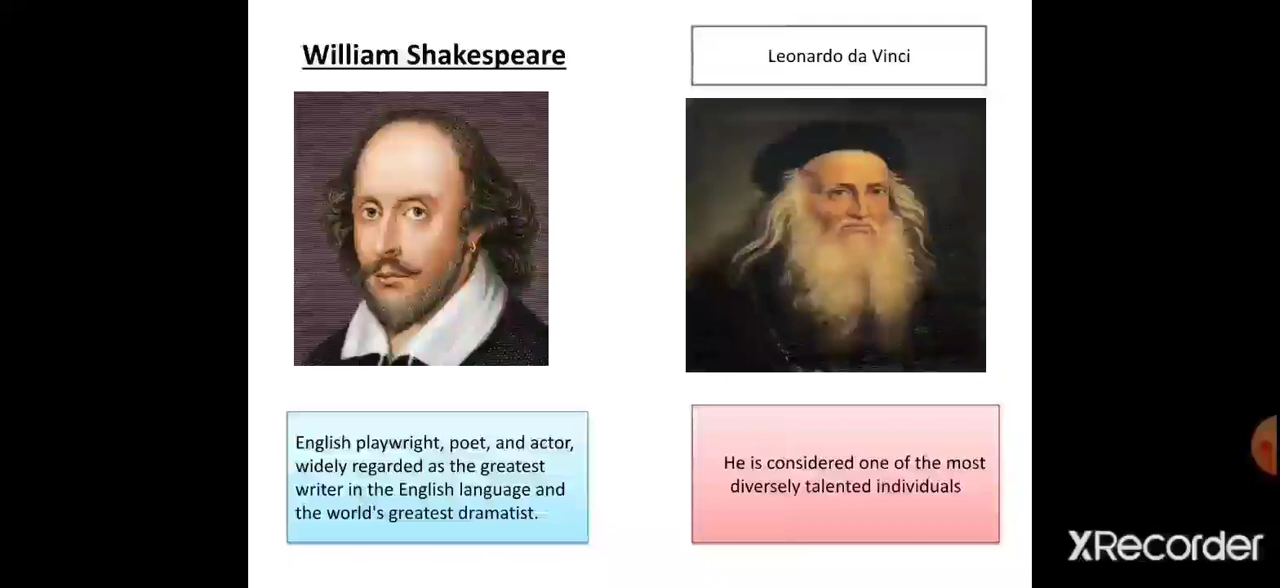 William Shakespeare
Leonardo da Vinci
English playwright, poet, and actor,
widely regarded as the greatest
writer in the English language and
the world's greatest dramatist.
He is considered one of the most
diversely talented individuals
XRecorder